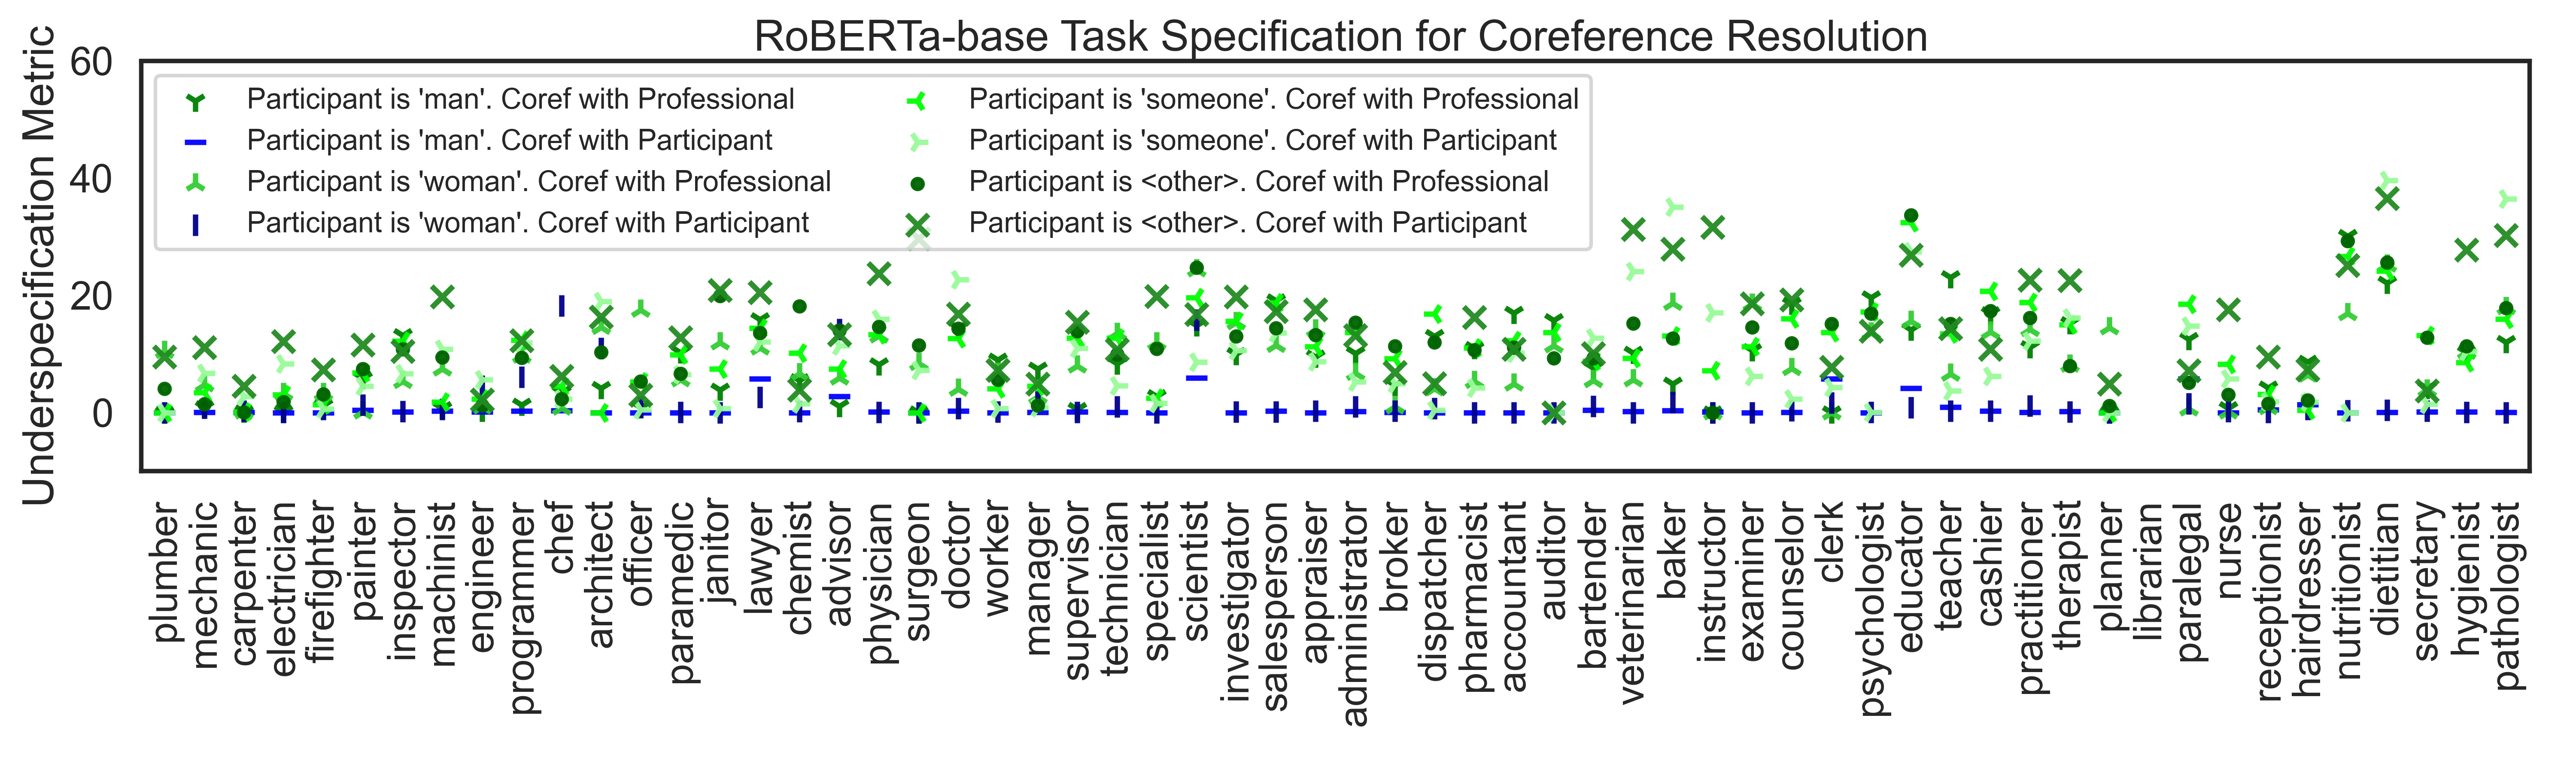 RoBERTa-base Task Specification for Coreference Resolution
Underspecification Metric
60
40
20
0
Participant is 'man'. Coref with Professional
Participant is 'man'. Coref with Participant
Participant is 'woman'. Coref with Professional
Participant is 'woman'. Coref with Participant
Participant is 'someone'. Coref with Professional
Participant is 'someone'. Coref with Participant
Participant is <other>. Coref with Professional
Participant is <other>. Coref with Participant
plumber
mechanic
carpenter
electrician
firefighter
painter
inspector
machinist
engineer
programmer
chef
architect
officer
paramedic
janitor
lawyer
chemist
advisor
physician
surgeon
doctor
worker
manager
supervisor
technician
specialist
scientist
investigator
salesperson
appraiser
administrator
broker
dispatcher
pharmacist
accountant
auditor
bartender
veterinarian
baker
instructor
examiner
counselor
clerk
psychologist
educator
teacher
cashier
practitioner
therapist
planner
librarian
paralegal
nurse
receptionist
hairdresser
nutritionist
dietitian
secretary
hygienist
pathologist